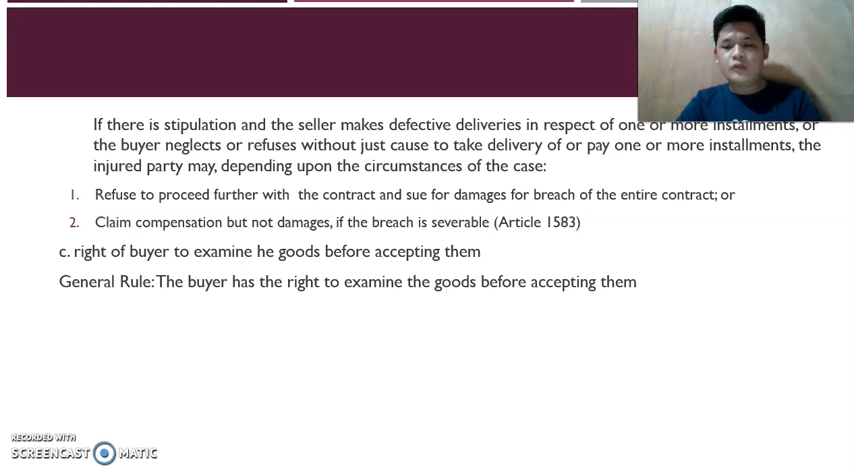 If there is stipulation and the seller makes defective deliveries in respect of one or more installments, or
the buyer neglects or refuses without just cause to take delivery of or pay one or more installments, the
injured party may, depending upon the circumstances of the case:
1. Refuse to proceed further with the contract and sue for damages for breach of the entire contract; or
2. Claim compensation but not damages, if the breach is severable (Article 1583)
c. right of buyer to examine he goods before accepting them
General Rule: The buyer has the right to examine the goods before accepting them
RECORDED WITH
SCREENCAST MATIC